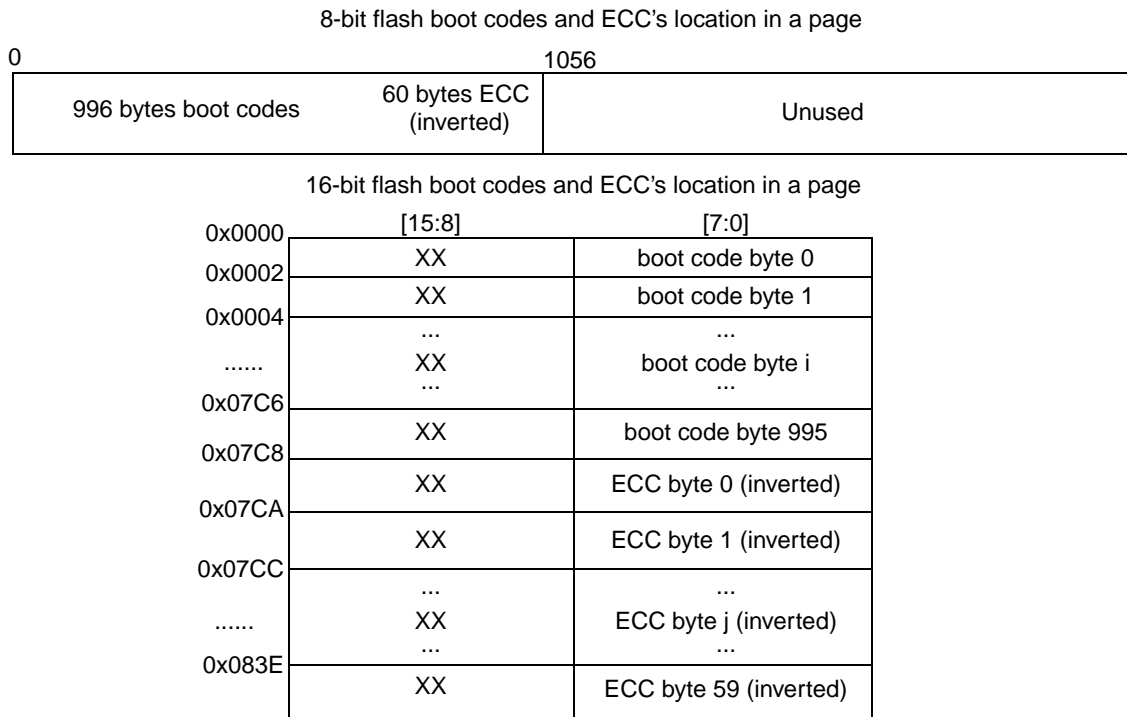 8-bit flash boot codes and ECC's location in a page
0 1056
996 bytes boot codes 60 bytes ECC (inverted) Unused
16-bit flash boot codes and ECC's location in a page
[15:8] [7:0]
0x0000
XX boot code byte 0
0x0002
XX boot code byte 1
0x0004
... ...
...... XX boot code byte i
... ...
0x07C6
XX boot code byte 995
0x07C8
XX ECC byte 0 (inverted)
0x07CA
XX ECC byte 1 (inverted)
0x07CC
... ...
...... XX ECC byte j (inverted)
... ...
0x083E
XX ECC byte 59 (inverted)